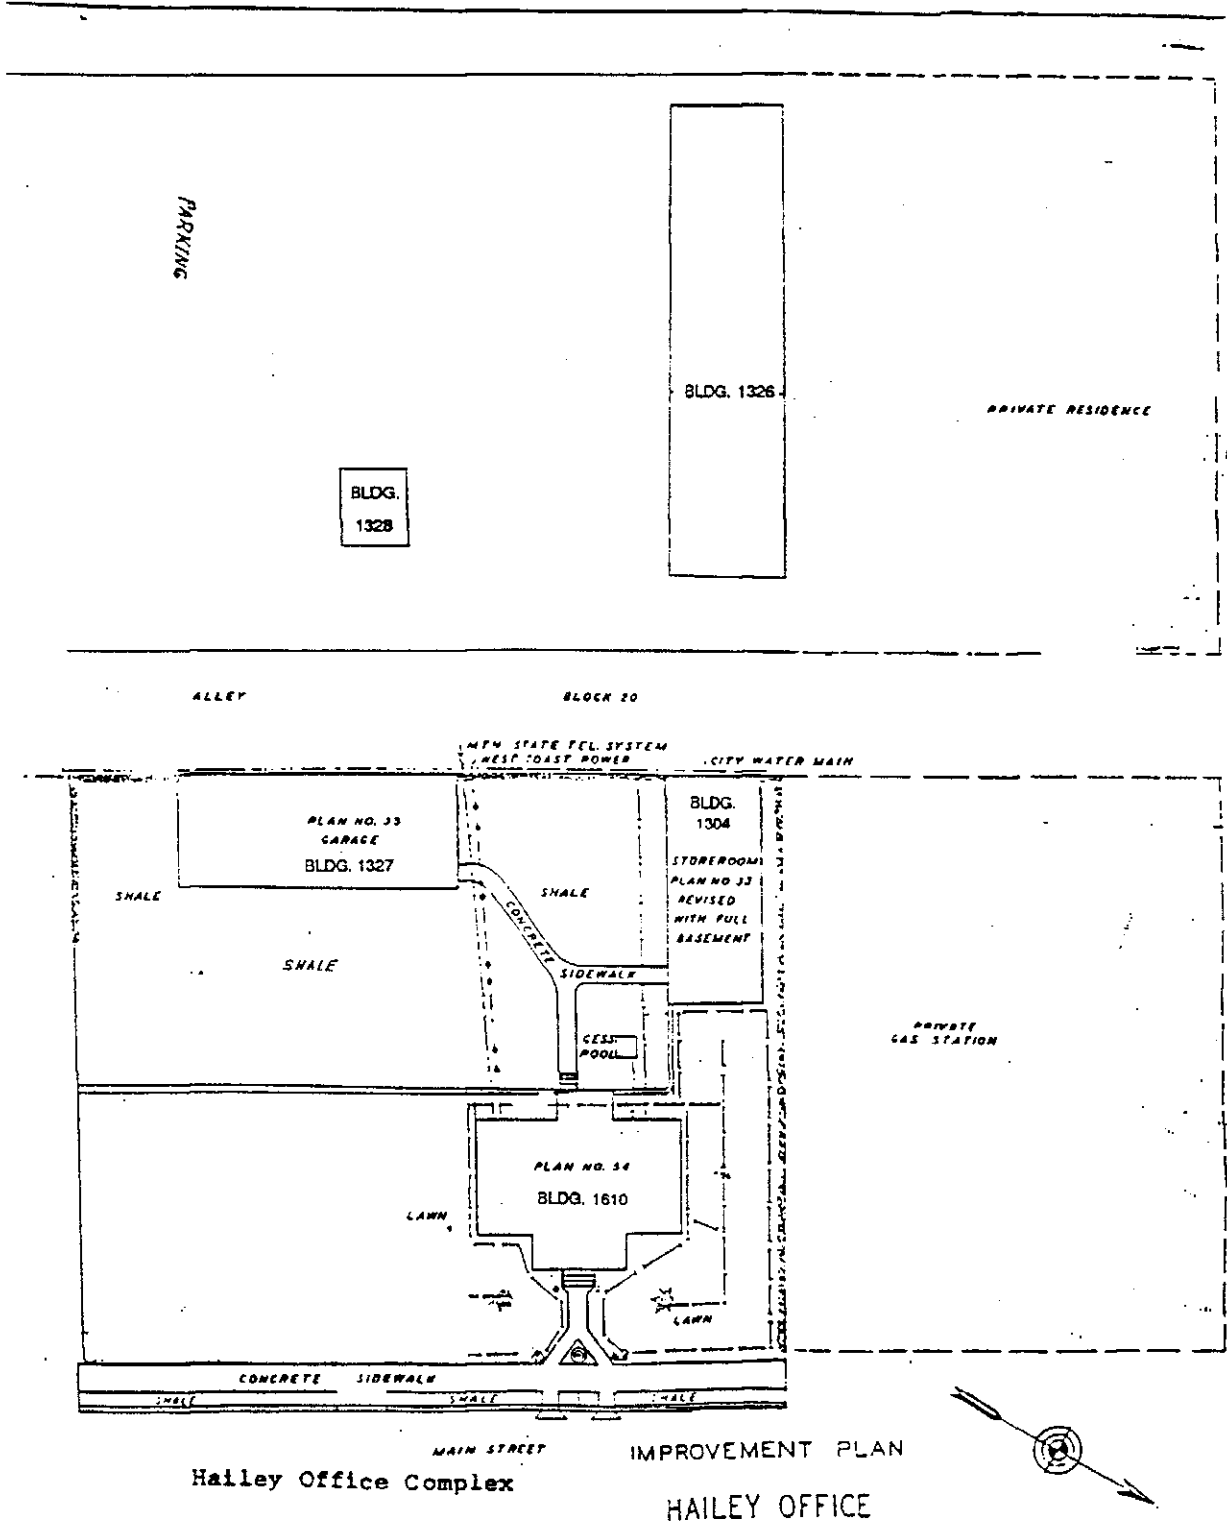 PARKING
BLDG. 1326
PRIVATE RESIDENCE
BLDG.
1328
ALLEY
BLOCK 20
MTN STATE TEL. SYSTEM
WEST COAST POWER
CITY WATER MAIN
PLAN NO. 33
GARAGE
BLDG. 1327
BLDG.
1304
STOREROOM
PLAN NO 33
REVISED
WITH FULL
BASEMENT
SHALE
SHALE
SHALE
CONCRETE
SIDEWALK
CESS
POOL
PRIVATE
GAS STATION
PLAN NO. 54
BLDG. 1610
LAWN
LAWN
CONCRETE SIDEWALK
SHALE
SHALE
SHALE
MAIN STREET
IMPROVEMENT PLAN
Hailey Office Complex
HAILEY OFFICE